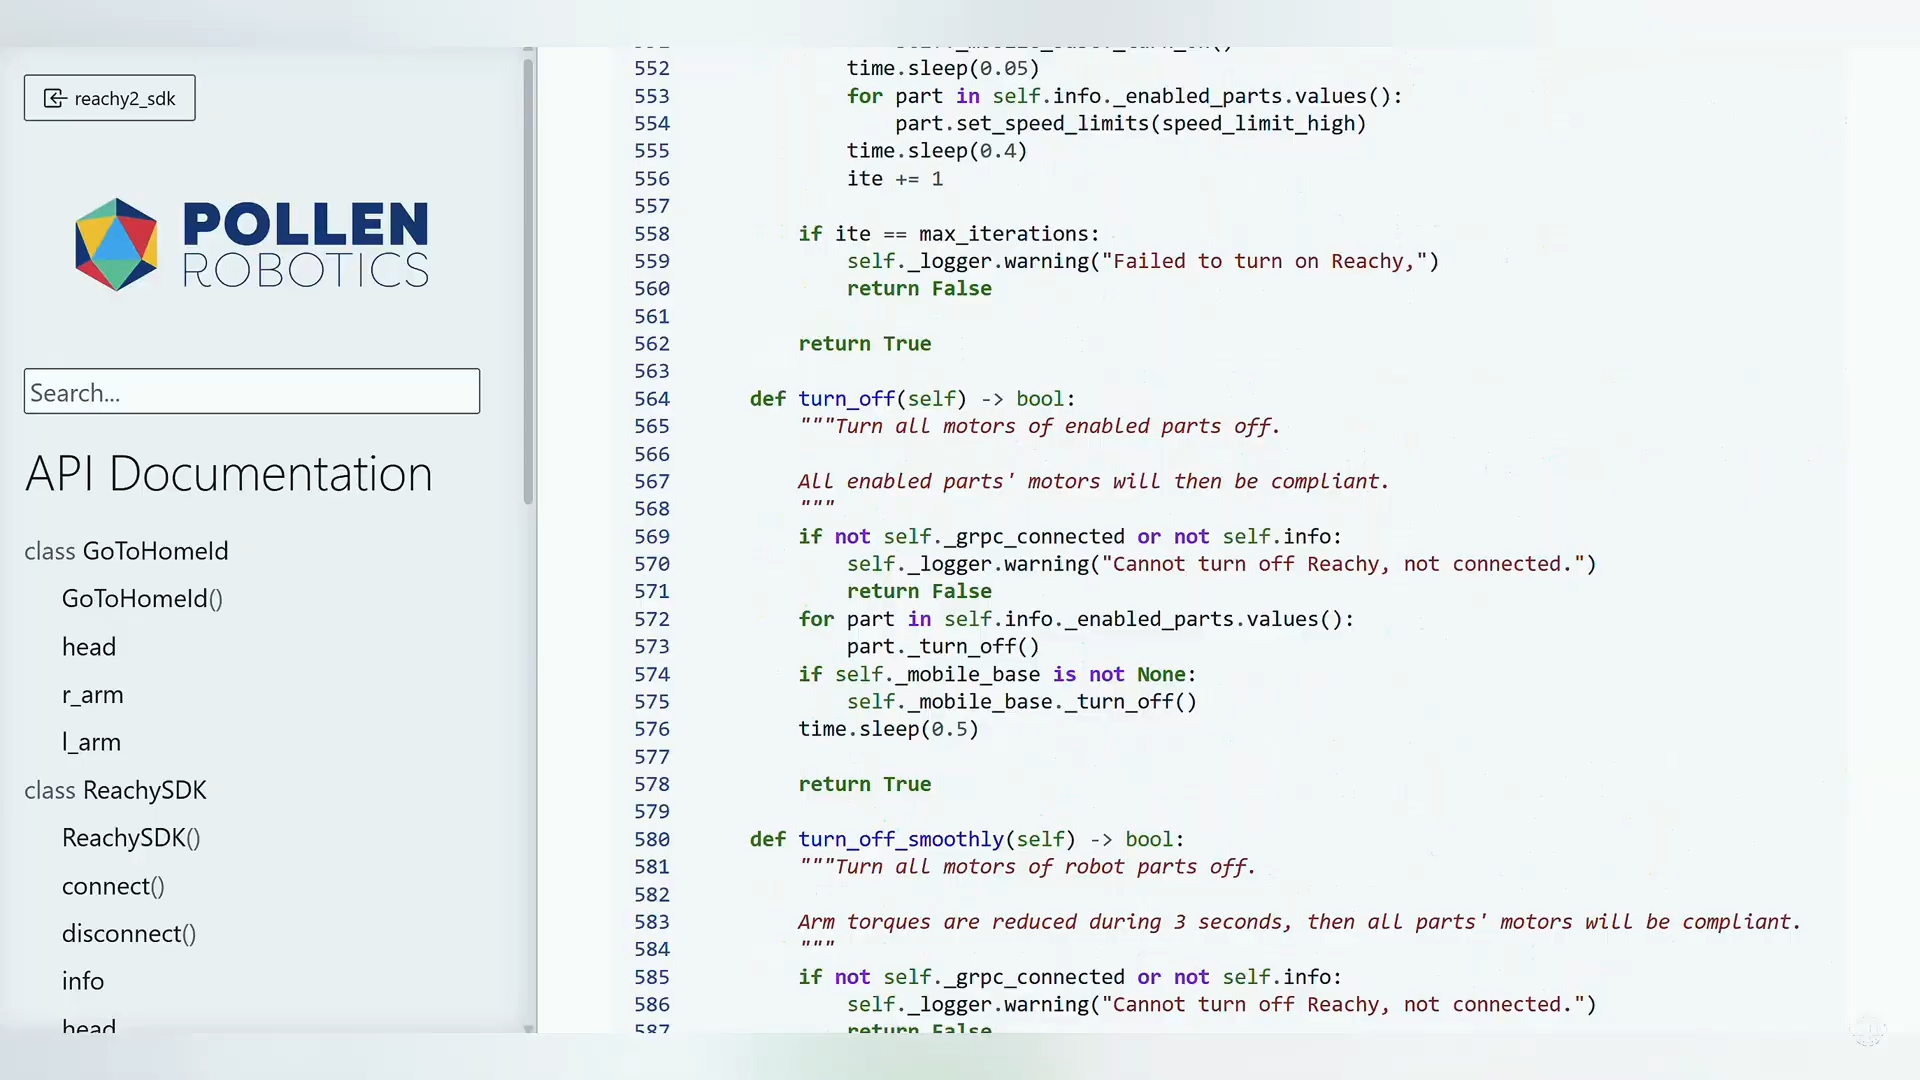 reachy2_sdk
POLLEN
ROBOTICS
Search...
API Documentation
class GoToHomeId
GoToHomeId()
head
r_arm
l_arm
class ReachySDK
ReachySDK()
connect()
disconnect()
info
head
552 time.sleep(0.05)
553 for part in self.info._enabled_parts.values():
554 part.set_speed_limits(speed_limit_high)
555 time.sleep(0.4)
556 ite += 1
557
558 if ite == max_iterations:
559 self._logger.warning("Failed to turn on Reachy,")
560 return False
561
562 return True
563
564 def turn_off(self) -> bool:
565 """Turn all motors of enabled parts off.
566
567 All enabled parts' motors will then be compliant.
568 """
569 if not self._grpc_connected or not self.info:
570 self._logger.warning("Cannot turn off Reachy, not connected.")
571 return False
572 for part in self.info._enabled_parts.values():
573 part._turn_off()
574 if self._mobile_base is not None:
575 self._mobile_base._turn_off()
576 time.sleep(0.5)
577
578 return True
579
580 def turn_off_smoothly(self) -> bool:
581 """Turn all motors of robot parts off.
582
583 Arm torques are reduced during 3 seconds, then all parts' motors will be compliant.
584 """
585 if not self._grpc_connected or not self.info:
586 self._logger.warning("Cannot turn off Reachy, not connected.")
587 return False